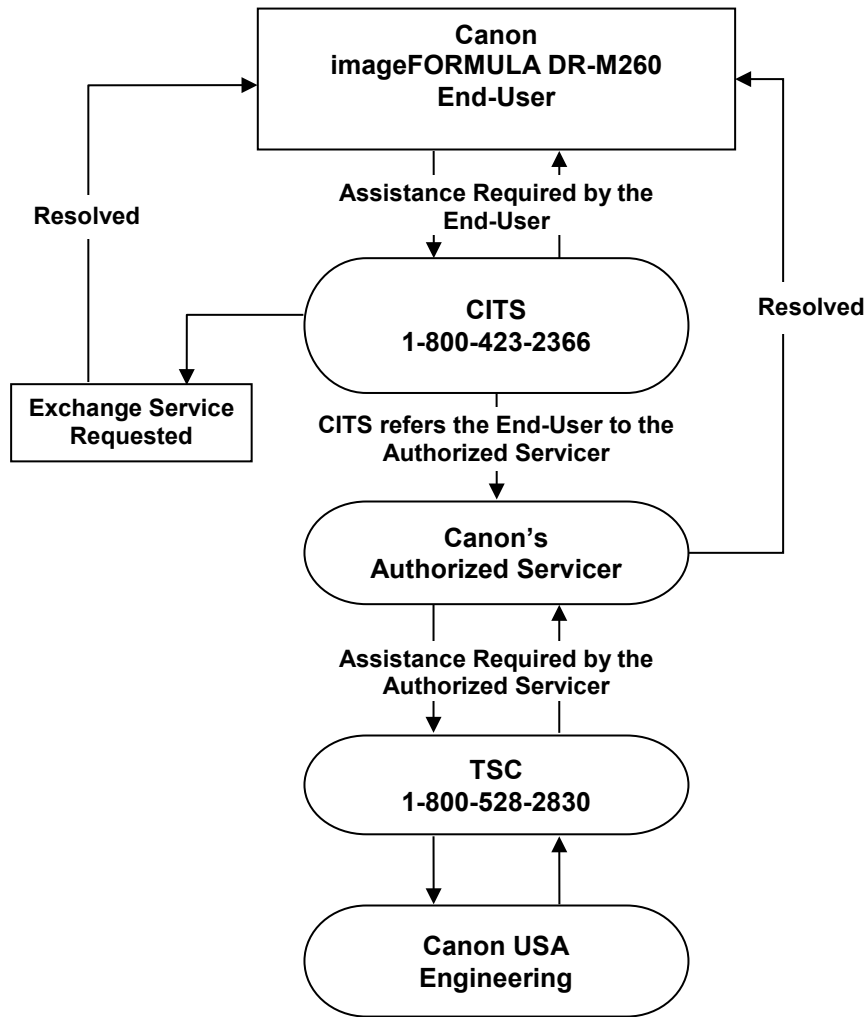 Canon
imageFORMULA DR-M260
End-User
Assistance Required by the
End-User
Resolved
CITS
1-800-423-2366
Resolved
Exchange Service
Requested
CITS refers the End-User to the
Authorized Servicer
Canon’s
Authorized Servicer
Assistance Required by the
Authorized Servicer
TSC
1-800-528-2830
Canon USA
Engineering